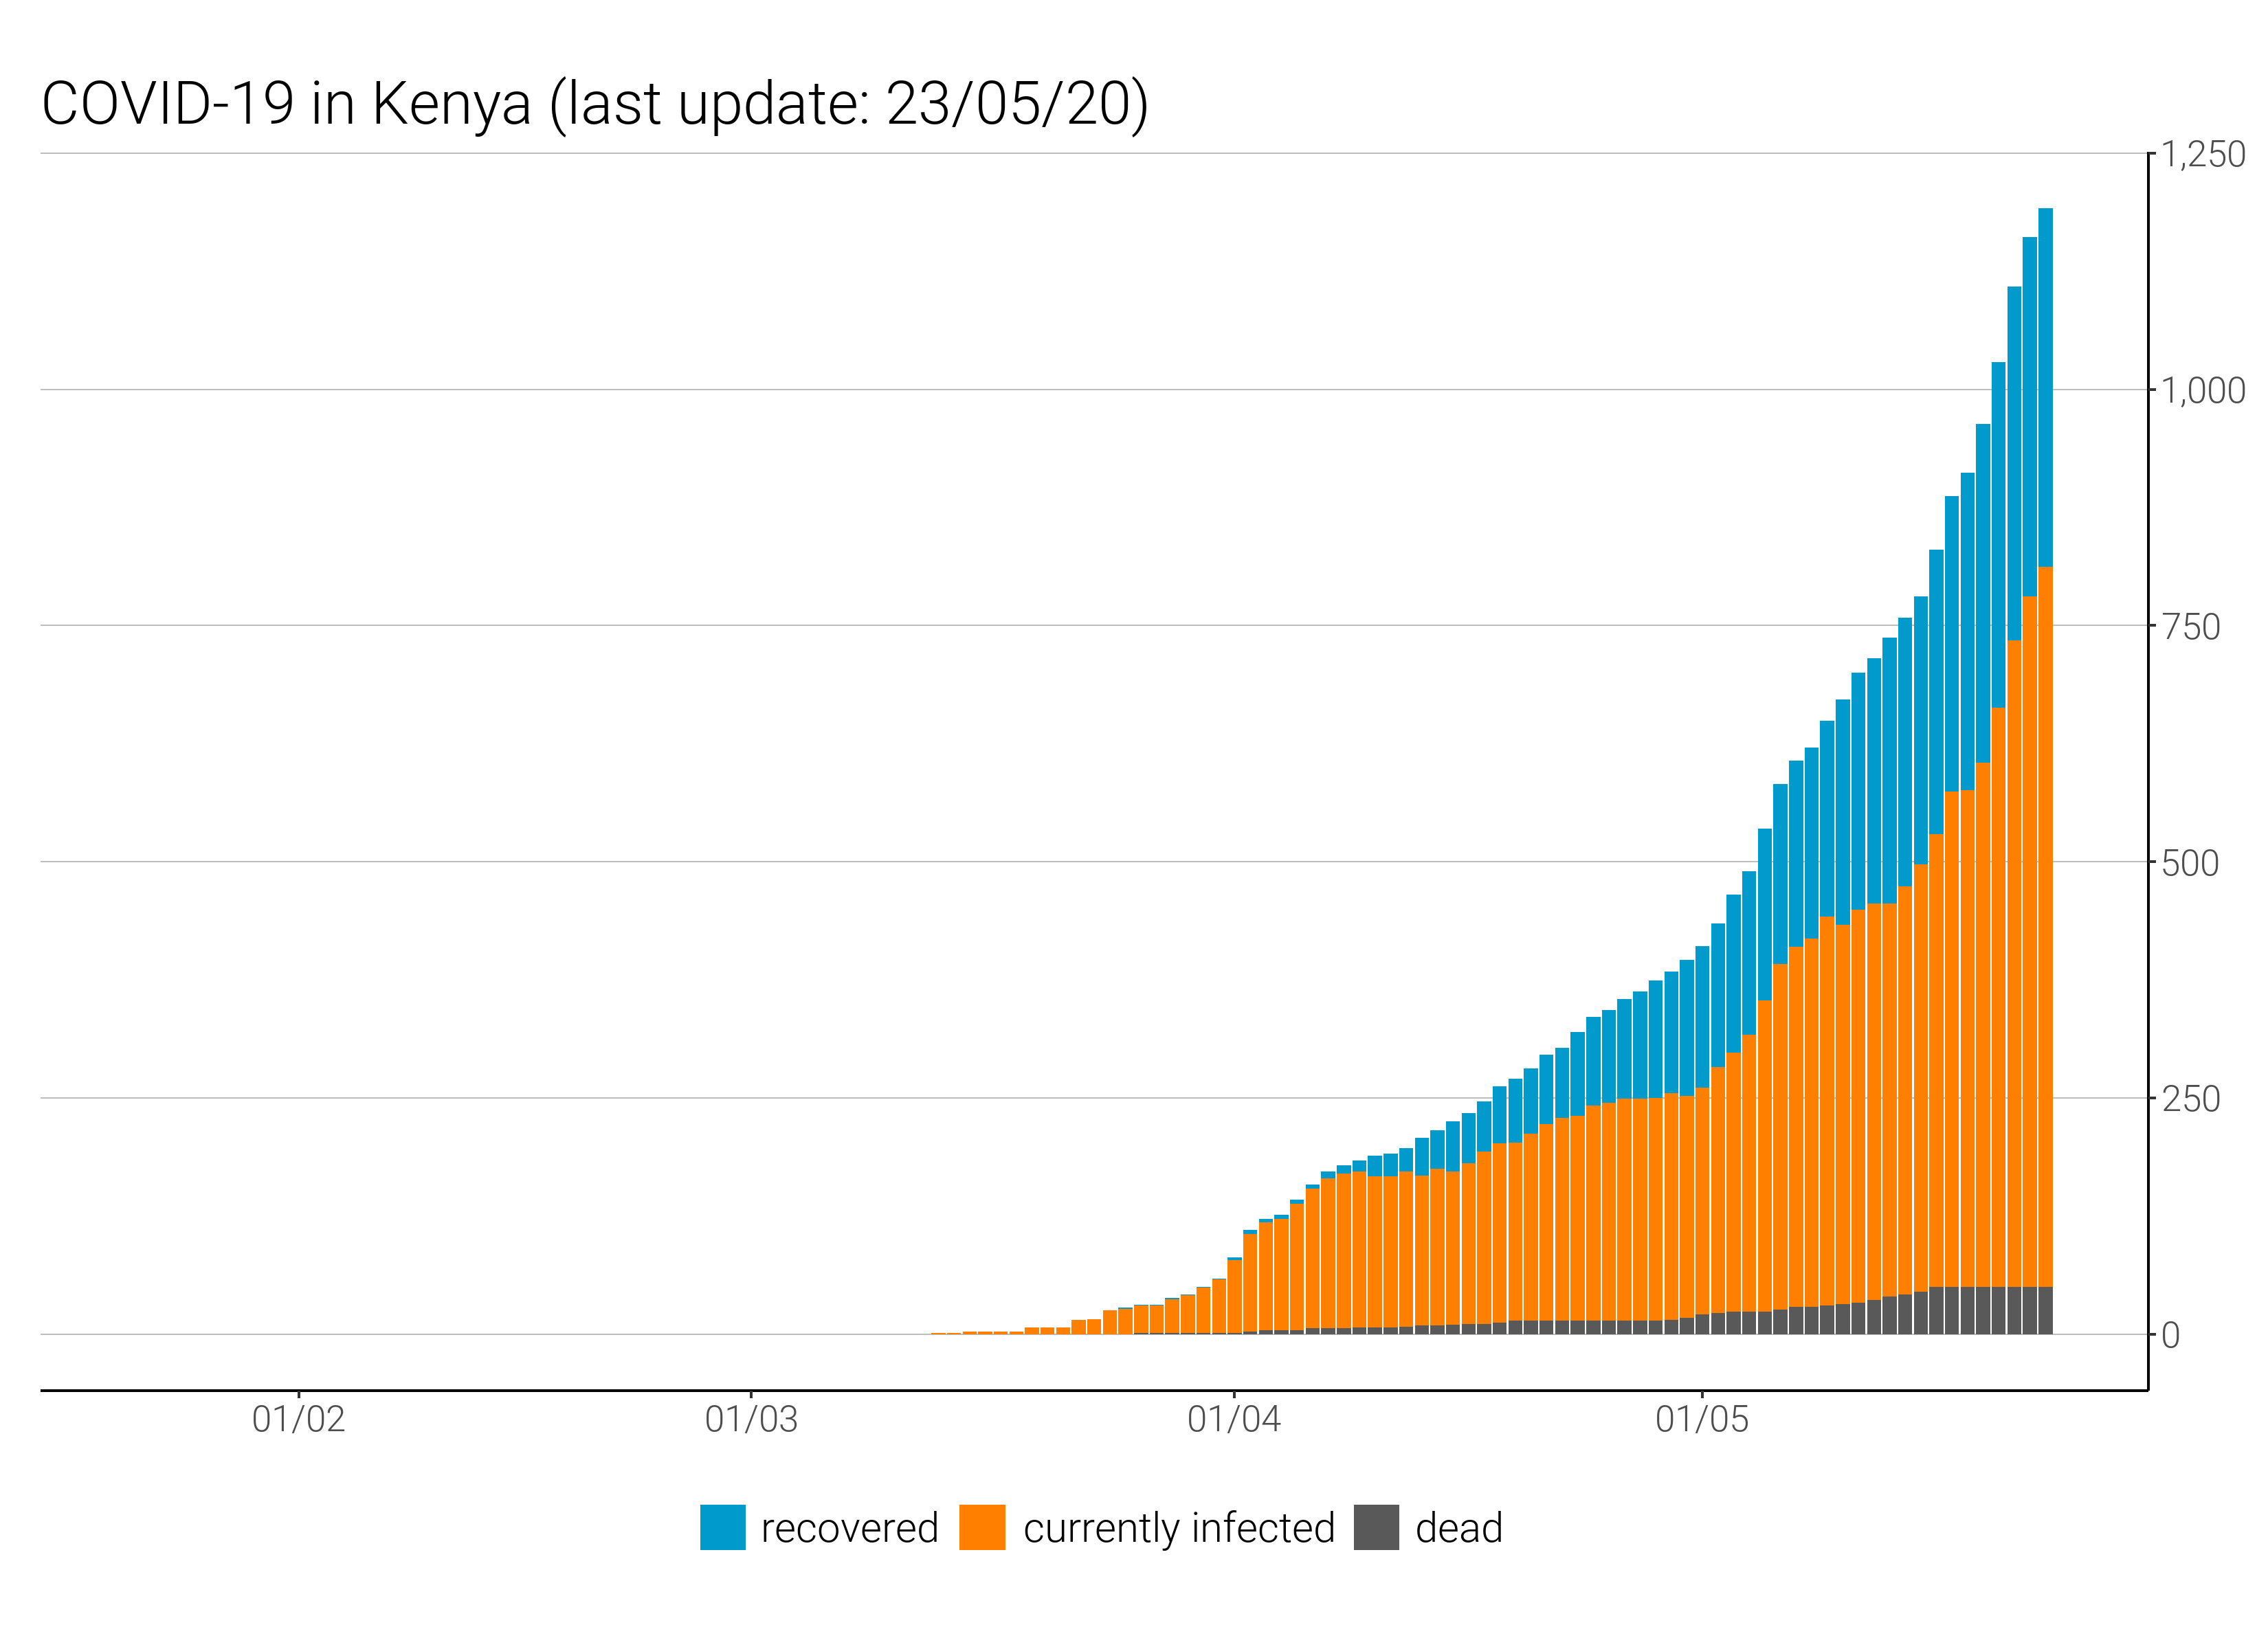 COVID-19 in Kenya (last update: 23/05/20)
1,250
1,000
750
500
250
0
01/02 01/03 01/04 01/05
recovered currently infected dead